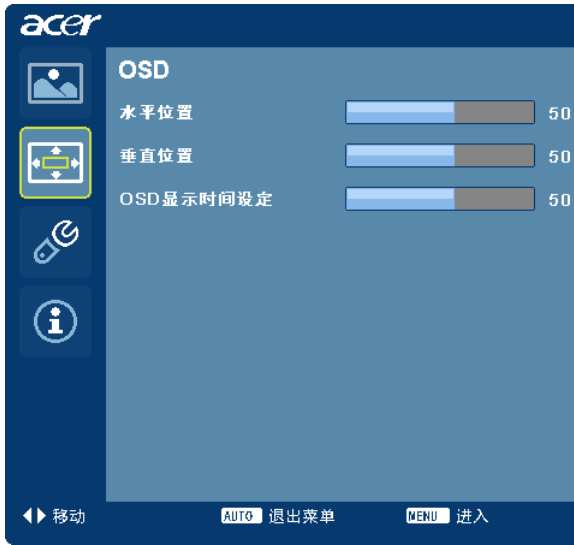 acer
OSD
水平位置 50
垂直位置 50
OSD显示时间设定 50
移动 AUTO 退出菜单 MENU 进入